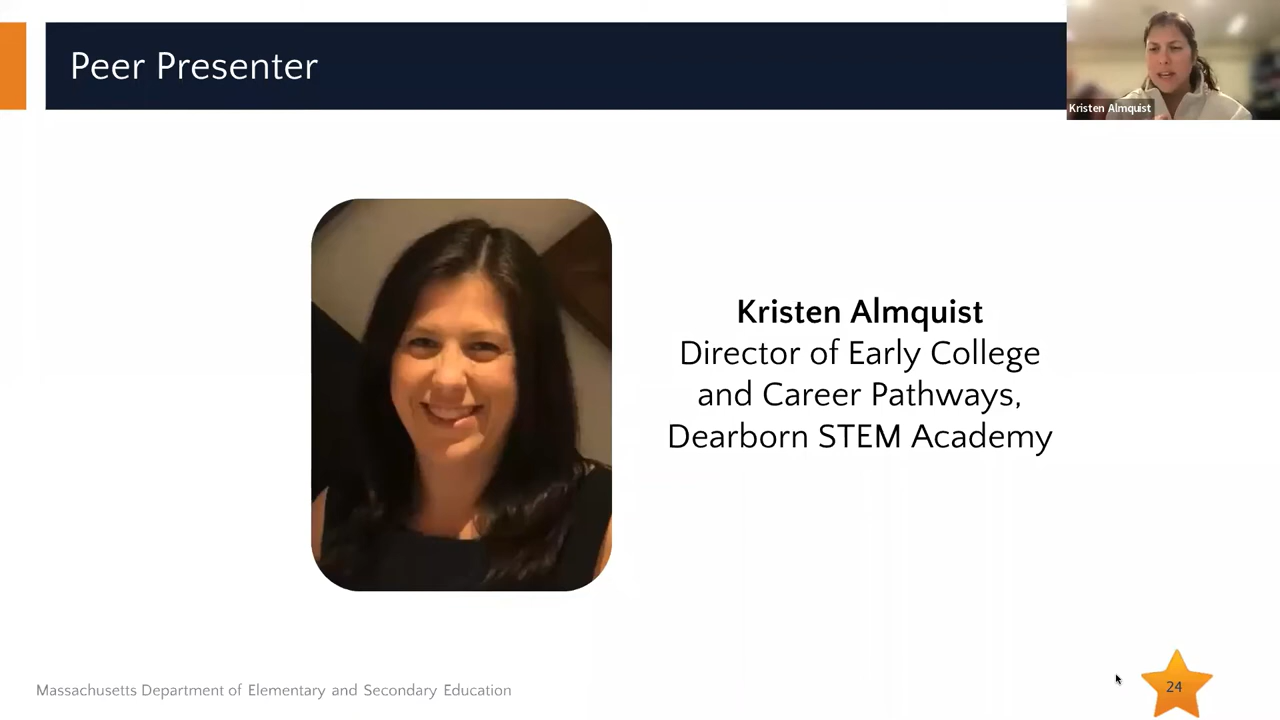 Peer Presenter
Kristen Almquist
Kristen Almquist
Director of Early College
and Career Pathways,
Dearborn STEM Academy
Massachusetts Department of Elementary and Secondary Education
24